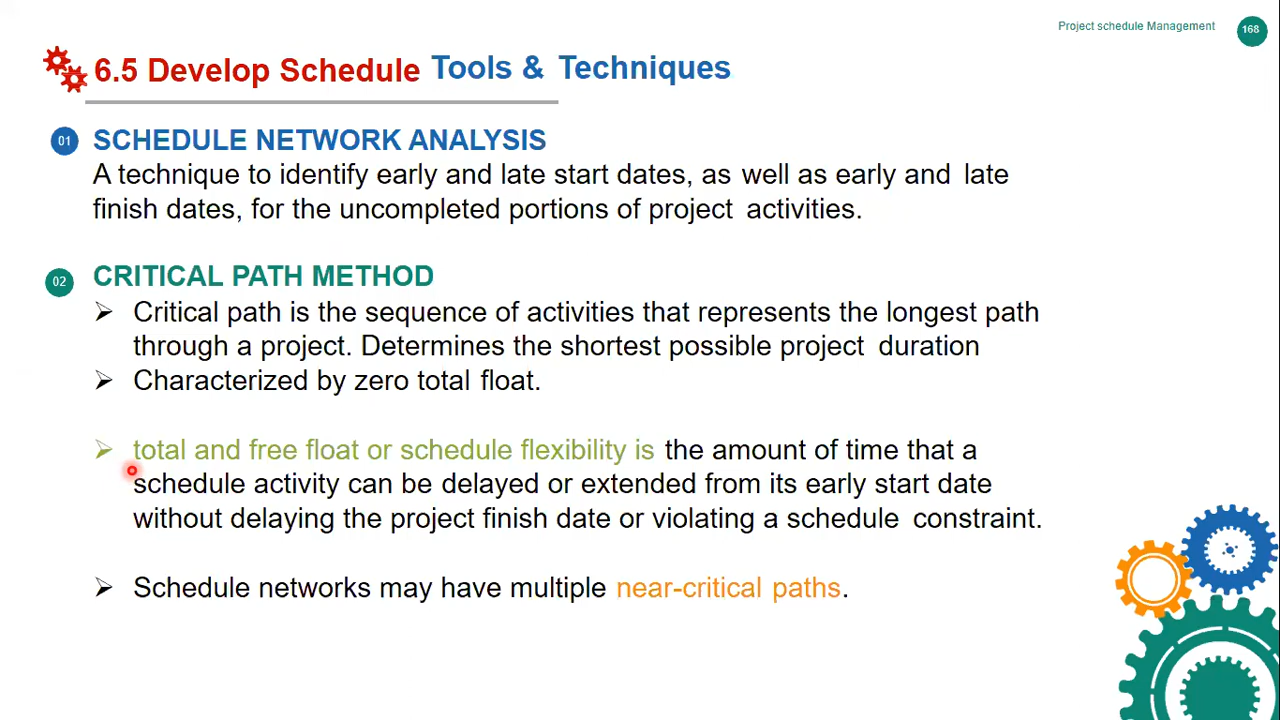 Project schedule Management 168
6.5 Develop Schedule Tools & Techniques
01 SCHEDULE NETWORK ANALYSIS
A technique to identify early and late start dates, as well as early and late
finish dates, for the uncompleted portions of project activities.
02 CRITICAL PATH METHOD
Critical path is the sequence of activities that represents the longest path
through a project. Determines the shortest possible project duration
Characterized by zero total float.
total and free float or schedule flexibility is the amount of time that a
schedule activity can be delayed or extended from its early start date
without delaying the project finish date or violating a schedule constraint.
Schedule networks may have multiple near-critical paths.